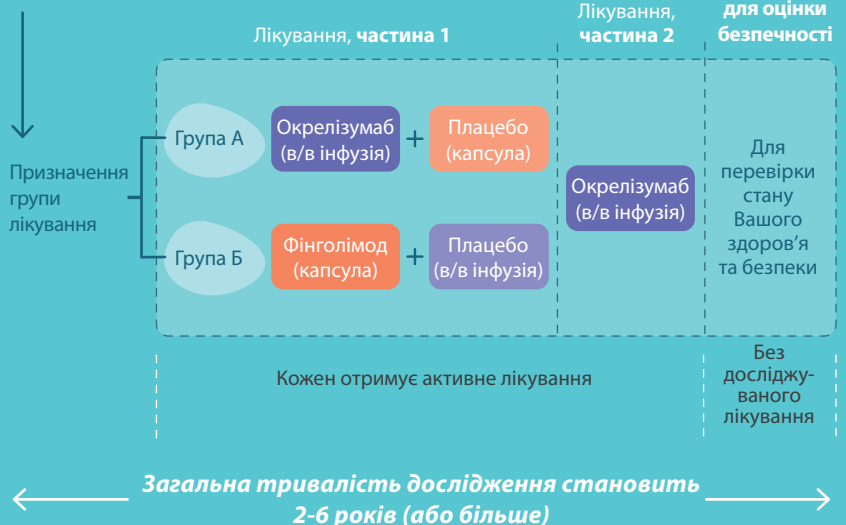 Лікування, частина 1
Лікування,
частина 2
для оцінки
безпечності
Призначення
групи
лікування
Група А
Окрелізумаб
(в/в інфузія)
+
Плацебо
(капсула)
Група Б
Фінголімод
(капсула)
+
Плацебо
(в/в інфузія)
Окрелізумаб
(в/в інфузія)
Для
перевірки
стану
Вашого
здоров'я
та безпеки
Кожен отримує активне лікування
Без
досліджу-
ваного
лікування
Загальна тривалість дослідження становить
2-6 років (або більше)